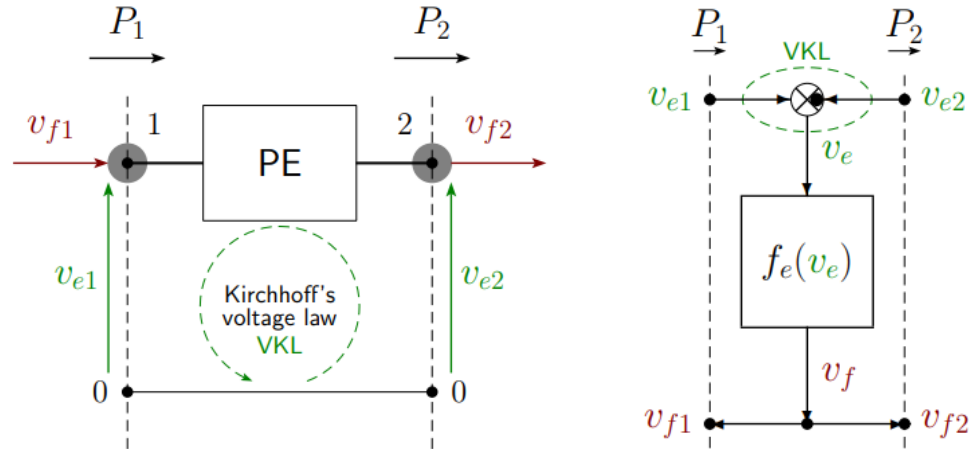 P1 P2
vf1 1 PE 2 vf2
ve1 ve2
Kirchhoff's
voltage law
VKL
0 0
P1 P2
VKL
ve1 ve2
ve
fe(ve)
vf
vf1 vf2